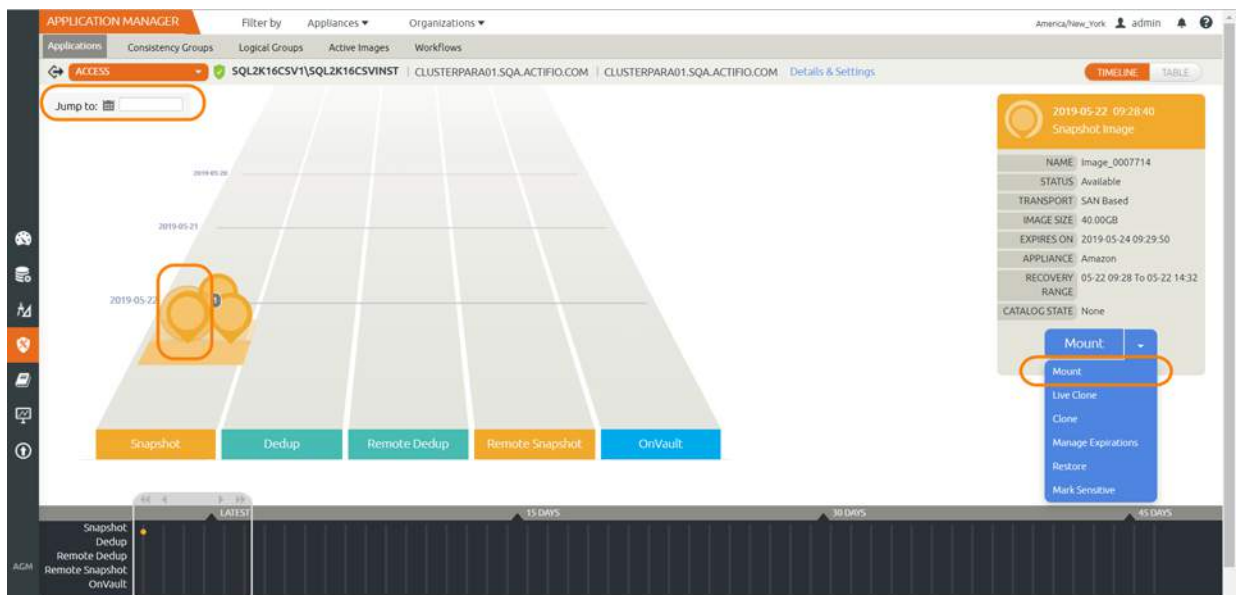 APPLICATION MANAGER Filter by Appliances Organizations America/New_York admin
Applications Consistency Groups Logical Groups Active Images Workflows
ACCESS SQL2K16CSV1\SQL2K16CSVINST | CLUSTERPARA01.SQA.ACTIFIO.COM | CLUSTERPARA01.SQA.ACTIFIO.COM Details & Settings TIMELINE TABLE
Jump to:
2019-05-20
2019-05-21
2019-05-22
Snapshot Dedup Remote Dedup Remote Snapshot OnVault
2019-05-22 09:28:40
Snapshot Image
NAME Image_0007714
STATUS Available
TRANSPORT SAN Based
IMAGE SIZE 40.00GB
EXPIRES ON 2019-05-24 09:29:50
APPLIANCE Amazon
RECOVERY RANGE 05-22 09:28 To 05-22 14:32
CATALOG STATE None
Mount
Mount
Live Clone
Clone
Manage Expirations
Restore
Mark Sensitive
LATEST 15 DAYS 30 DAYS 45 DAYS
Snapshot
Dedup
Remote Dedup
Remote Snapshot
OnVault
AGM